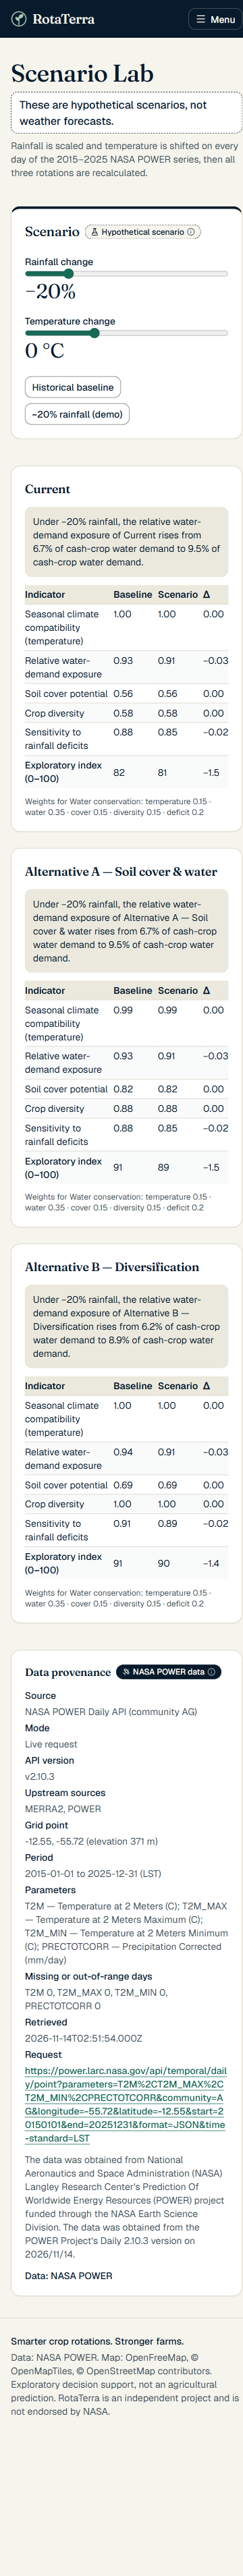 RotaTerra
Menu
Scenario Lab
These are hypothetical scenarios, not
weather forecasts.
Rainfall is scaled and temperature is shifted on every
day of the 2015–2025 NASA POWER series, then all
three rotations are recalculated.
Scenario
Hypothetical scenario
Rainfall change
−20%
Temperature change
0 °C
Historical baseline
−20% rainfall (demo)
Current
Under −20% rainfall, the relative water-
demand exposure of Current rises from
6.7% of cash-crop water demand to 9.5% of
cash-crop water demand.
Indicator Baseline Scenario Δ
Seasonal climate 1.00 1.00 0.00
compatibility
(temperature)
Relative water- 0.93 0.91 −0.03
demand exposure
Soil cover potential 0.56 0.56 0.00
Crop diversity 0.58 0.58 0.00
Sensitivity to 0.88 0.85 −0.02
rainfall deficits
Exploratory index 82 81 −1.5
(0–100)
Weights for Water conservation: temperature 0.15 ·
water 0.35 · cover 0.15 · diversity 0.15 · deficit 0.2
Alternative A — Soil cover & water
Under −20% rainfall, the relative water-
demand exposure of Alternative A — Soil
cover & water rises from 6.7% of cash-crop
water demand to 9.5% of cash-crop water
demand.
Indicator Baseline Scenario Δ
Seasonal climate 0.99 0.99 0.00
compatibility
(temperature)
Relative water- 0.93 0.91 −0.03
demand exposure
Soil cover potential 0.82 0.82 0.00
Crop diversity 0.88 0.88 0.00
Sensitivity to 0.88 0.85 −0.02
rainfall deficits
Exploratory index 91 89 −1.5
(0–100)
Weights for Water conservation: temperature 0.15 ·
water 0.35 · cover 0.15 · diversity 0.15 · deficit 0.2
Alternative B — Diversification
Under −20% rainfall, the relative water-
demand exposure of Alternative B —
Diversification rises from 6.2% of cash-crop
water demand to 8.9% of cash-crop water
demand.
Indicator Baseline Scenario Δ
Seasonal climate 1.00 1.00 0.00
compatibility
(temperature)
Relative water- 0.94 0.91 −0.03
demand exposure
Soil cover potential 0.69 0.69 0.00
Crop diversity 1.00 1.00 0.00
Sensitivity to 0.91 0.89 −0.02
rainfall deficits
Exploratory index 91 90 −1.4
(0–100)
Weights for Water conservation: temperature 0.15 ·
water 0.35 · cover 0.15 · diversity 0.15 · deficit 0.2
Data provenance
NASA POWER data
Source
NASA POWER Daily API (community AG)
Mode
Live request
API version
v2.10.3
Upstream sources
MERRA2, POWER
Grid point
-12.55, -55.72 (elevation 371 m)
Period
2015-01-01 to 2025-12-31 (LST)
Parameters
T2M — Temperature at 2 Meters (C); T2M_MAX
— Temperature at 2 Meters Maximum (C);
T2M_MIN — Temperature at 2 Meters Minimum
(C); PRECTOTCORR — Precipitation Corrected
(mm/day)
Missing or out-of-range days
T2M 0, T2M_MAX 0, T2M_MIN 0,
PRECTOTCORR 0
Retrieved
2026-11-14T02:51:54.000Z
Request
https://power.larc.nasa.gov/api/temporal/dail
y/point?parameters=T2M%2CT2M_MAX%2C
T2M_MIN%2CPRECTOTCORR&community=A
G&longitude=-55.72&latitude=-12.55&start=2
0150101&end=20251231&format=JSON&time
-standard=LST
The data was obtained from National
Aeronautics and Space Administration (NASA)
Langley Research Center's Prediction Of
Worldwide Energy Resources (POWER) project
funded through the NASA Earth Science
Division. The data was obtained from the
POWER Project's Daily 2.10.3 version on
2026/11/14.
Data: NASA POWER
Smarter crop rotations. Stronger farms.
Data: NASA POWER. Map: OpenFreeMap, ©
OpenMapTiles, © OpenStreetMap contributors.
Exploratory decision support, not an agricultural
prediction. RotaTerra is an independent project and is
not endorsed by NASA.